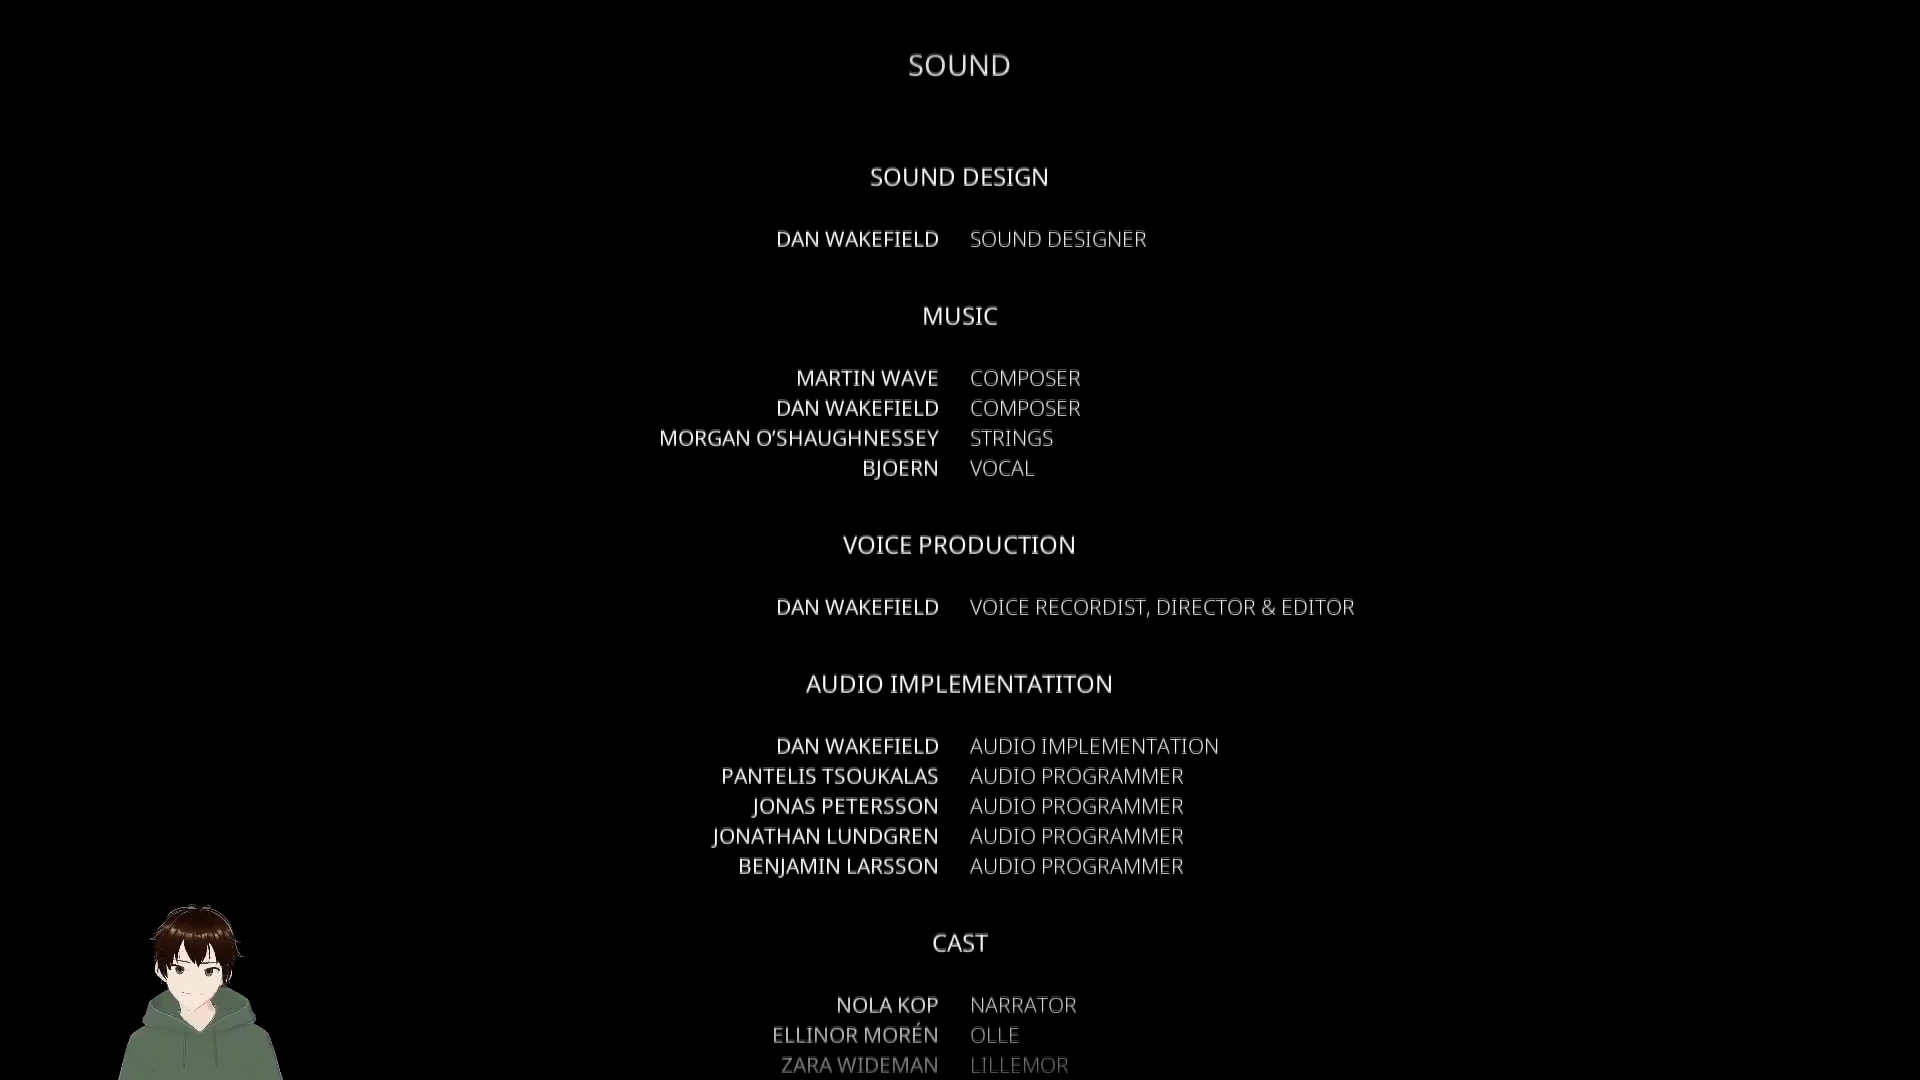 SOUND
SOUND DESIGN
DAN WAKEFIELD SOUND DESIGNER
MUSIC
MARTIN WAVE COMPOSER
DAN WAKEFIELD COMPOSER
MORGAN O’SHAUGHNESSEY STRINGS
BJOERN VOCAL
VOICE PRODUCTION
DAN WAKEFIELD VOICE RECORDIST, DIRECTOR & EDITOR
AUDIO IMPLEMENTATITON
DAN WAKEFIELD AUDIO IMPLEMENTATION
PANTELIS TSOUKALAS AUDIO PROGRAMMER
JONAS PETERSSON AUDIO PROGRAMMER
JONATHAN LUNDGREN AUDIO PROGRAMMER
BENJAMIN LARSSON AUDIO PROGRAMMER
CAST
NOLA KOP NARRATOR
ELLINOR MORÉN OLLE
ZARA WIDEMAN LILLEMOR